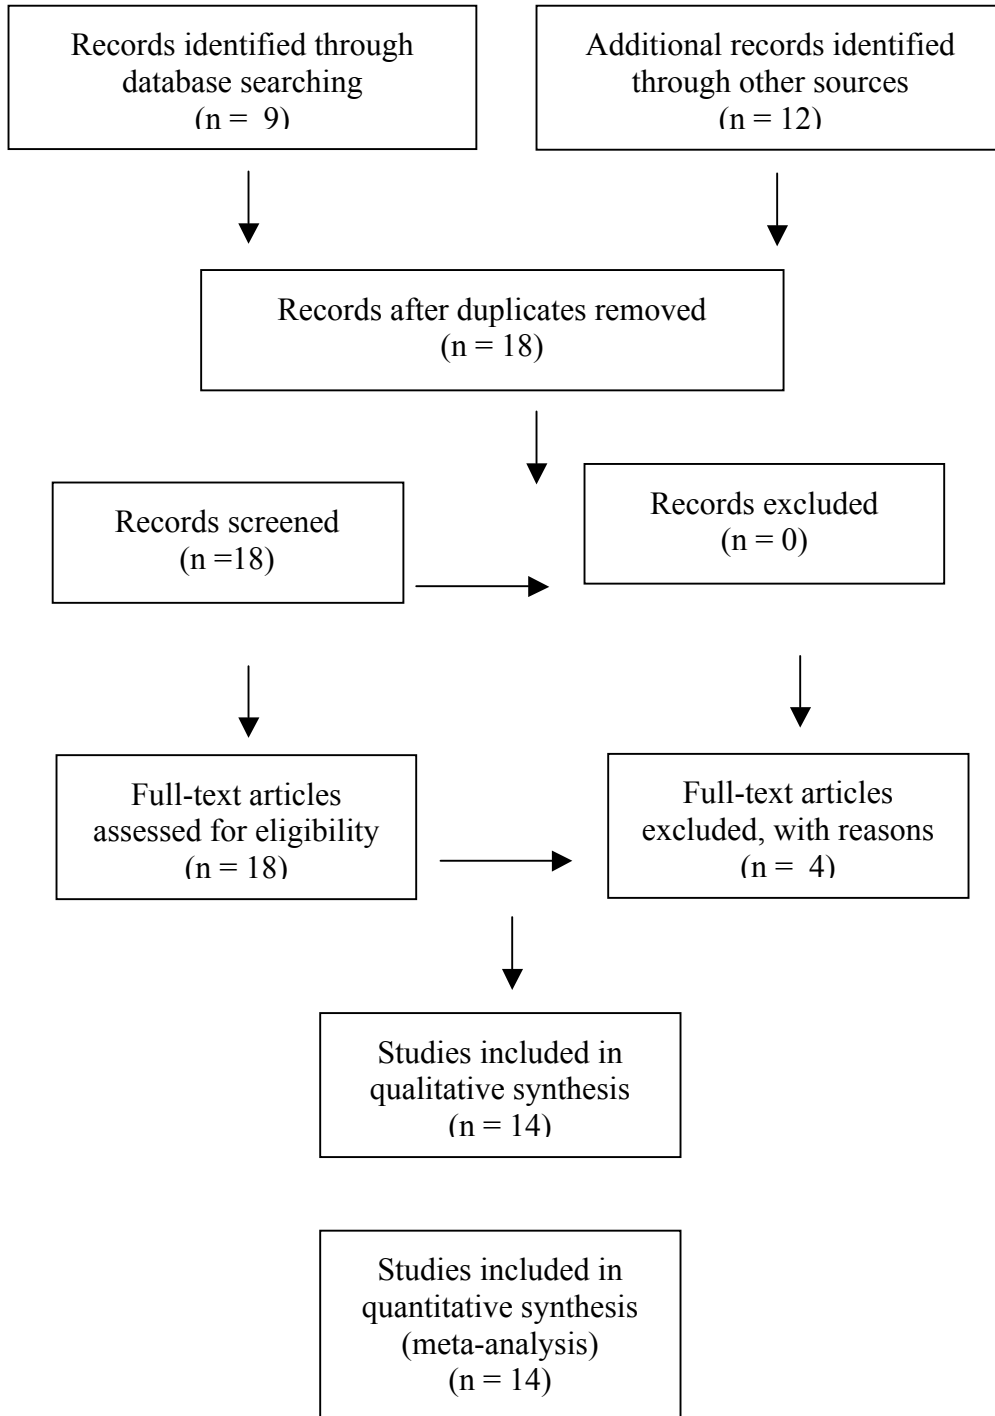 Records identified through
database searching
(n =  9)
Additional records identified
through other sources
(n = 12)
Records after duplicates removed
(n = 18)
Records screened
(n =18)
Records excluded
(n = 0)
Full-text articles
assessed for eligibility
(n = 18)
Full-text articles
excluded, with reasons
(n =  4)
Studies included in
qualitative synthesis
(n = 14)
Studies included in
quantitative synthesis
(meta-analysis)
(n = 14)